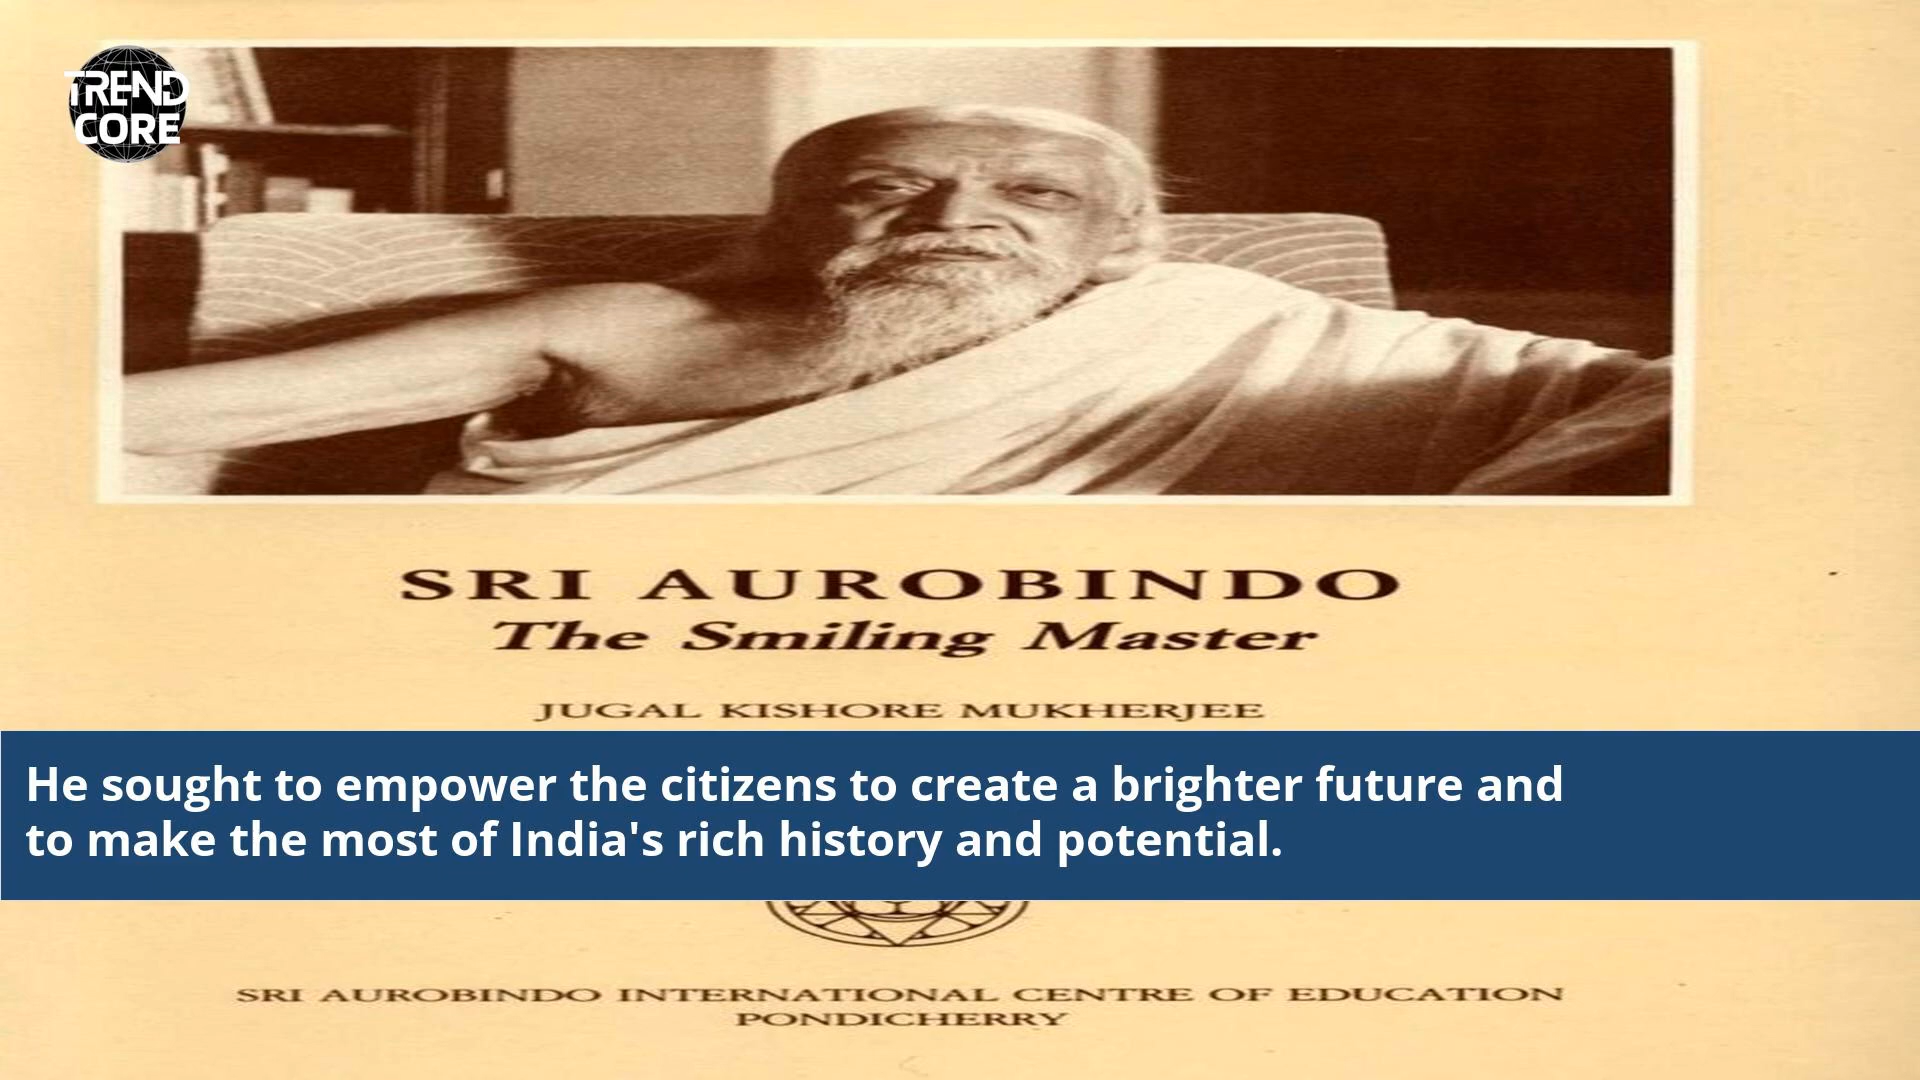 TREND
CORE
SRI AUROBINDO
The Smiling Master
JUGAL KISHORE MUKHERJEE
He sought to empower the citizens to create a brighter future and
to make the most of India's rich history and potential.
SRI AUROBINDO INTERNATIONAL CENTRE OF EDUCATION
PONDICHERRY